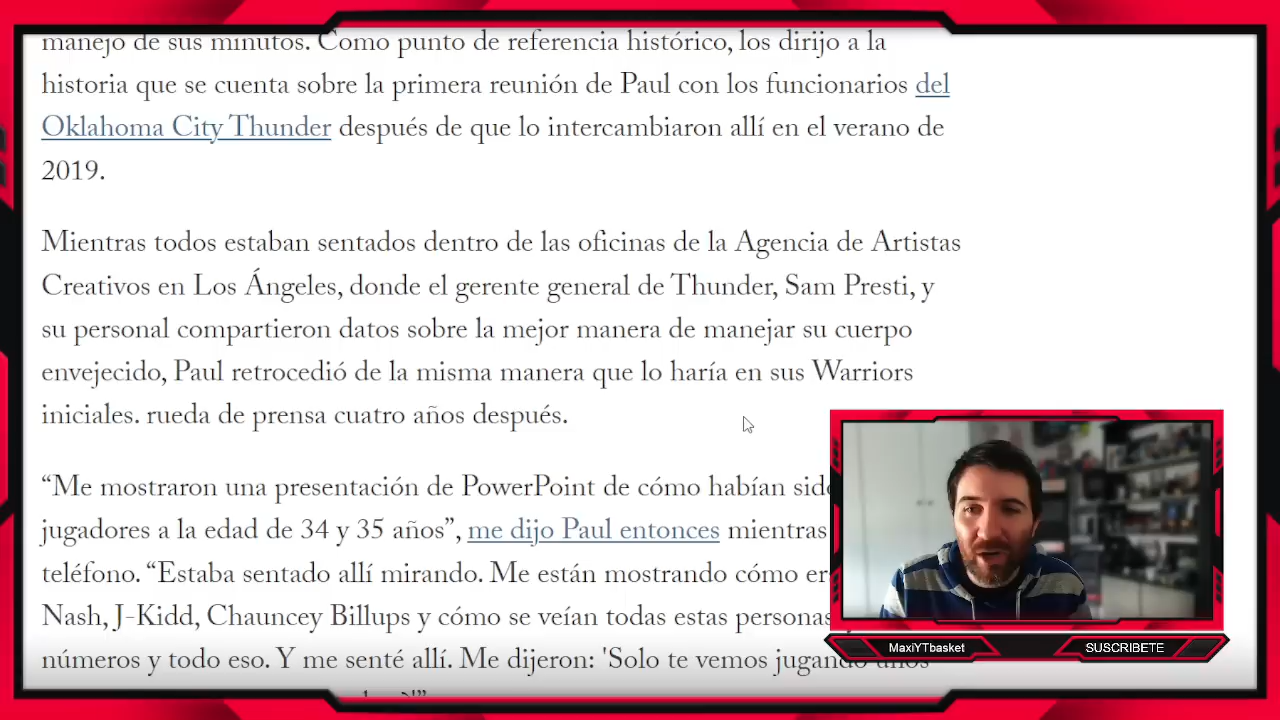 manejo de sus minutos. Como punto de referencia histórico, los dirijo a la
historia que se cuenta sobre la primera reunión de Paul con los funcionarios del
Oklahoma City Thunder después de que lo intercambiaron allí en el verano de
2019.
Mientras todos estaban sentados dentro de las oficinas de la Agencia de Artistas
Creativos en Los Ángeles, donde el gerente general de Thunder, Sam Presti, y
su personal compartieron datos sobre la mejor manera de manejar su cuerpo
envejecido, Paul retrocedió de la misma manera que lo haría en sus Warriors
iniciales. rueda de prensa cuatro años después.
“Me mostraron una presentación de PowerPoint de cómo habían sido
jugadores a la edad de 34 y 35 años”, me dijo Paul entonces mientras
teléfono. “Estaba sentado allí mirando. Me están mostrando cómo
Nash, J-Kidd, Chauncey Billups y cómo se veían todas estas personas
números y todo eso. Y me senté allí. Me dijeron: 'Solo te vemos jugando
MaxiYTbasket
SUSCRIBETE